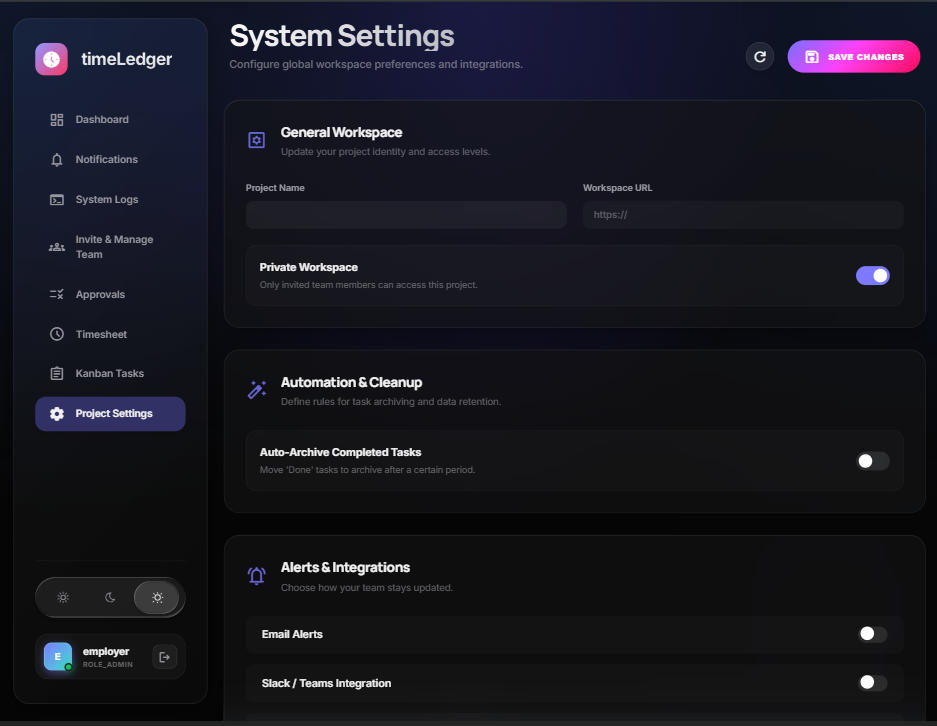 timeLedger
Dashboard
Notifications
System Logs
Invite & Manage
Team
Approvals
Timesheet
Kanban Tasks
Project Settings
E
employer
ROLE_ADMIN
System Settings
Configure global workspace preferences and integrations.
SAVE CHANGES
General Workspace
Update your project identity and access levels.
Project Name
Workspace URL
https://
Private Workspace
Only invited team members can access this project.
Automation & Cleanup
Define rules for task archiving and data retention.
Auto-Archive Completed Tasks
Move 'Done' tasks to archive after a certain period.
Alerts & Integrations
Choose how your team stays updated.
Email Alerts
Slack / Teams Integration